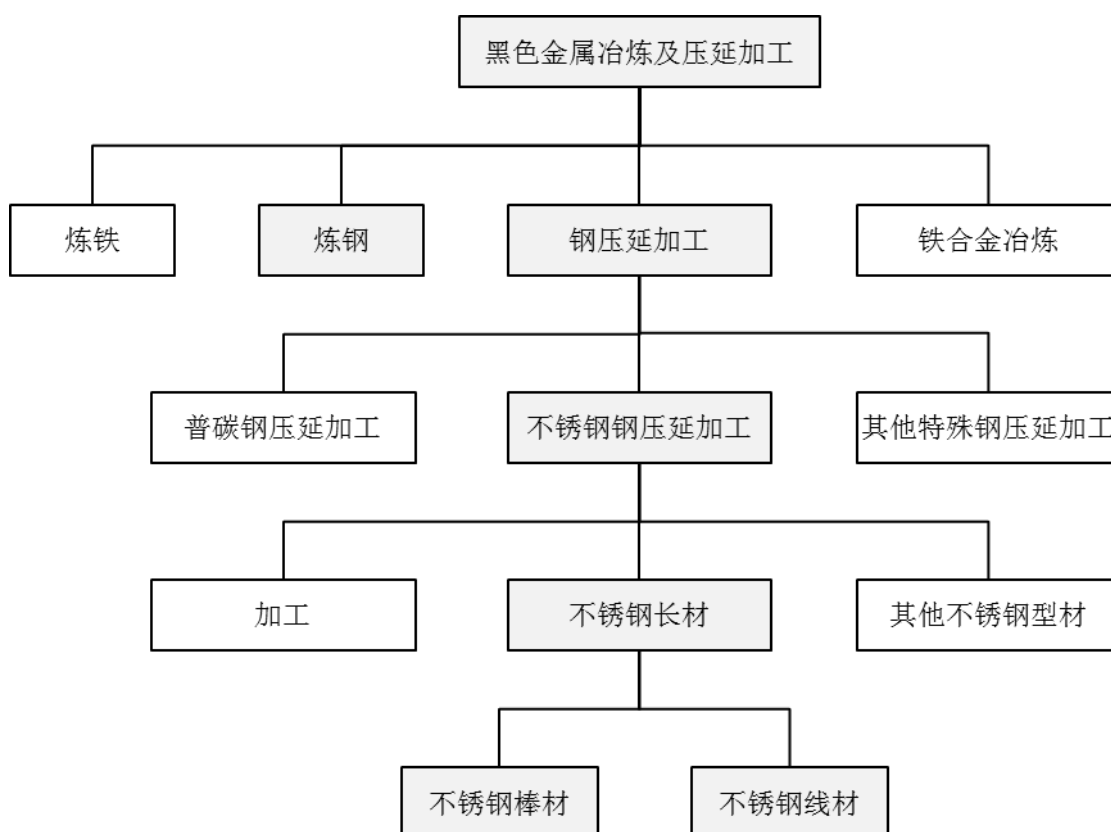 黑色金属冶炼及压延加工
炼铁
炼钢
钢压延加工
铁合金冶炼
普碳钢压延加工
不锈钢钢压延加工
其他特殊钢压延加工
加工
不锈钢长材
其他不锈钢型材
不锈钢棒材
不锈钢线材